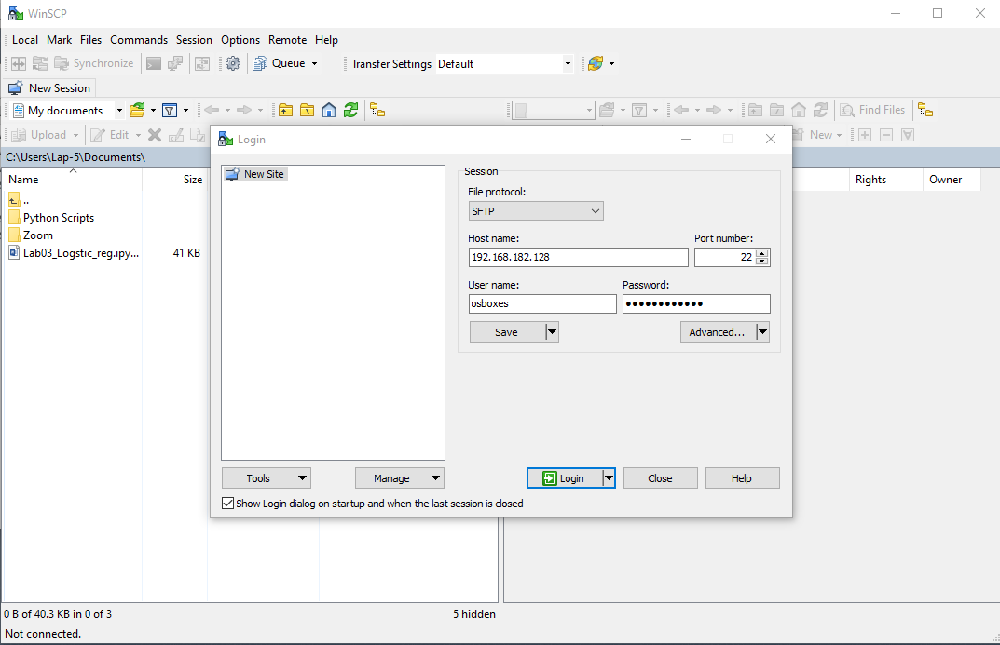 WinSCP
Local Mark Files Commands Session Options Remote Help
Synchronize Queue Transfer Settings Default
New Session
My documents Find Files
Upload Edit New
Login
C:\Users\Lap-5\Documents\
Name Size Rights Owner
..
Python Scripts
Zoom
Lab03_Logstic_reg.ipy... 41 KB
New Site
Session
File protocol:
SFTP
Host name: Port number:
192.168.182.128 22
User name: Password:
osboxes ●●●●●●●●●●●●
Save Advanced...
Tools Manage Login Close Help
Show Login dialog on startup and when the last session is closed
0 B of 40.3 KB in 0 of 3 5 hidden
Not connected.